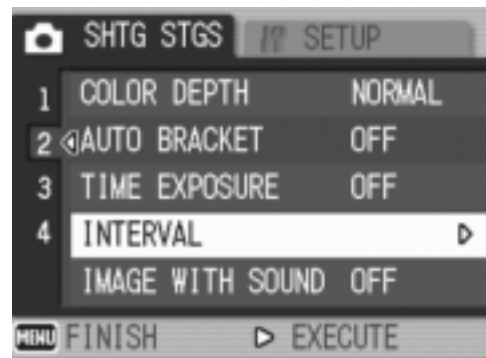 SHTG STGS SETUP
1 COLOR DEPTH NORMAL
2 AUTO BRACKET OFF
3 TIME EXPOSURE OFF
4 INTERVAL
IMAGE WITH SOUND OFF
MENU FINISH EXECUTE